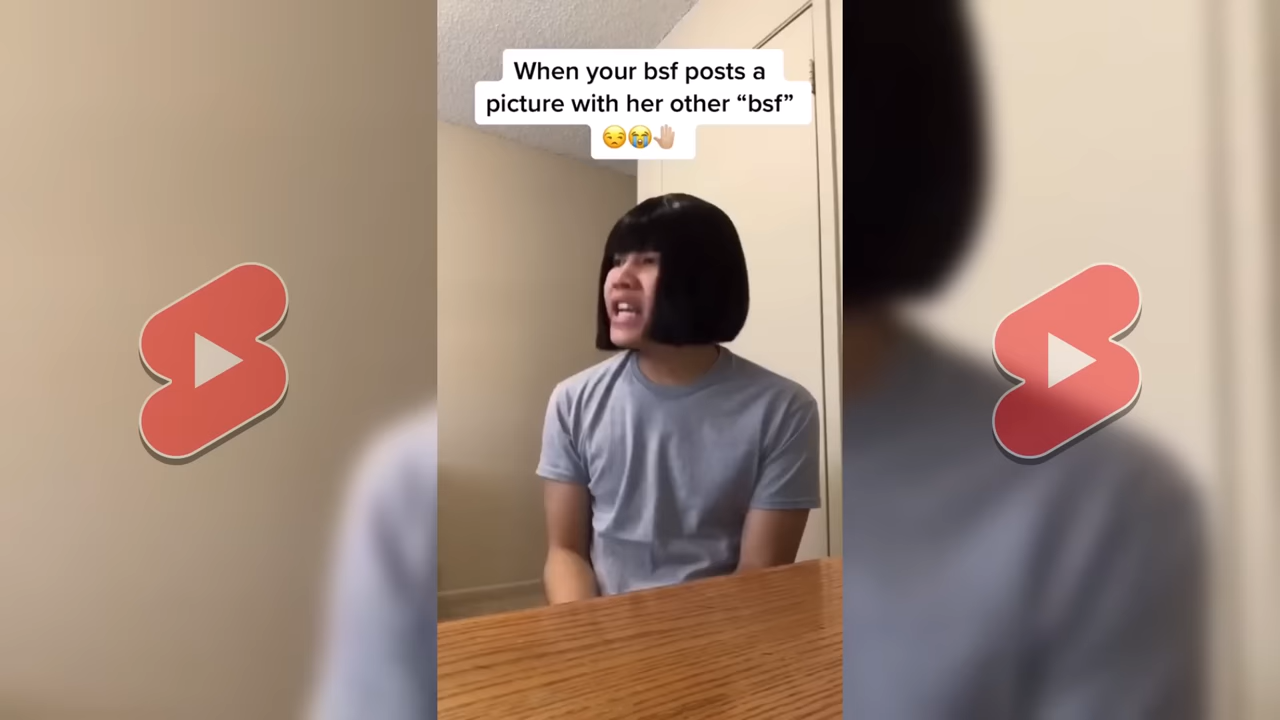 When your bsf posts a
picture with her other “bsf”
😒😭🤚🏼